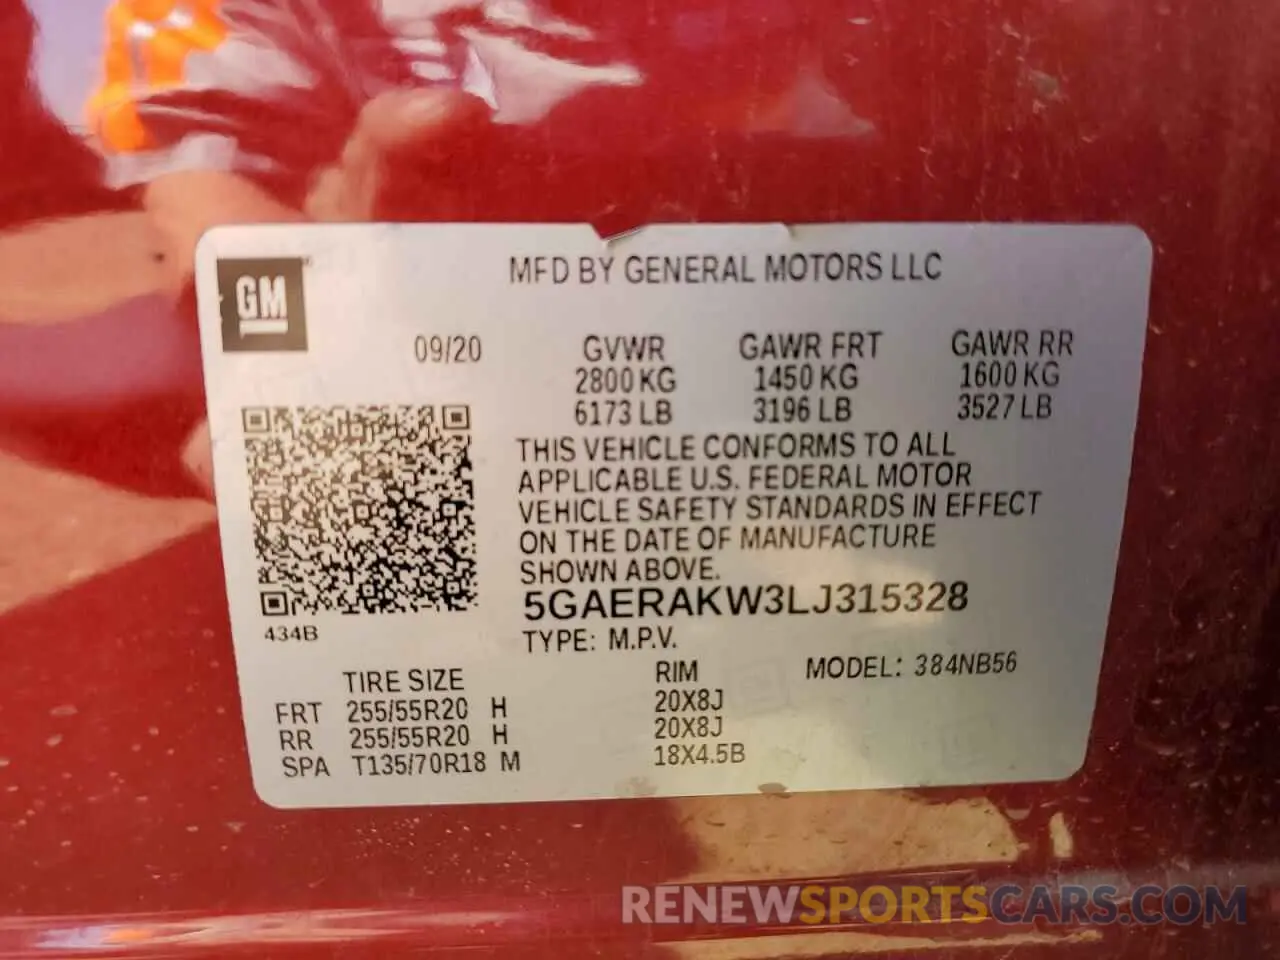 MFD BY GENERAL MOTORS LLC
GM
09/20 GVWR GAWR FRT GAWR RR
2800 KG 1450 KG 1600 KG
6173 LB 3196 LB 3527 LB
THIS VEHICLE CONFORMS TO ALL
APPLICABLE U.S. FEDERAL MOTOR
VEHICLE SAFETY STANDARDS IN EFFECT
ON THE DATE OF MANUFACTURE
SHOWN ABOVE.
5GAERAKW3LJ315328
434B
TYPE: M.P.V.
TIRE SIZE RIM MODEL: 384NB56
FRT 255/55R20 H 20X8J
RR 255/55R20 H 20X8J
SPA T135/70R18 M 18X4.5B
RENEWSPORTSCARS.COM